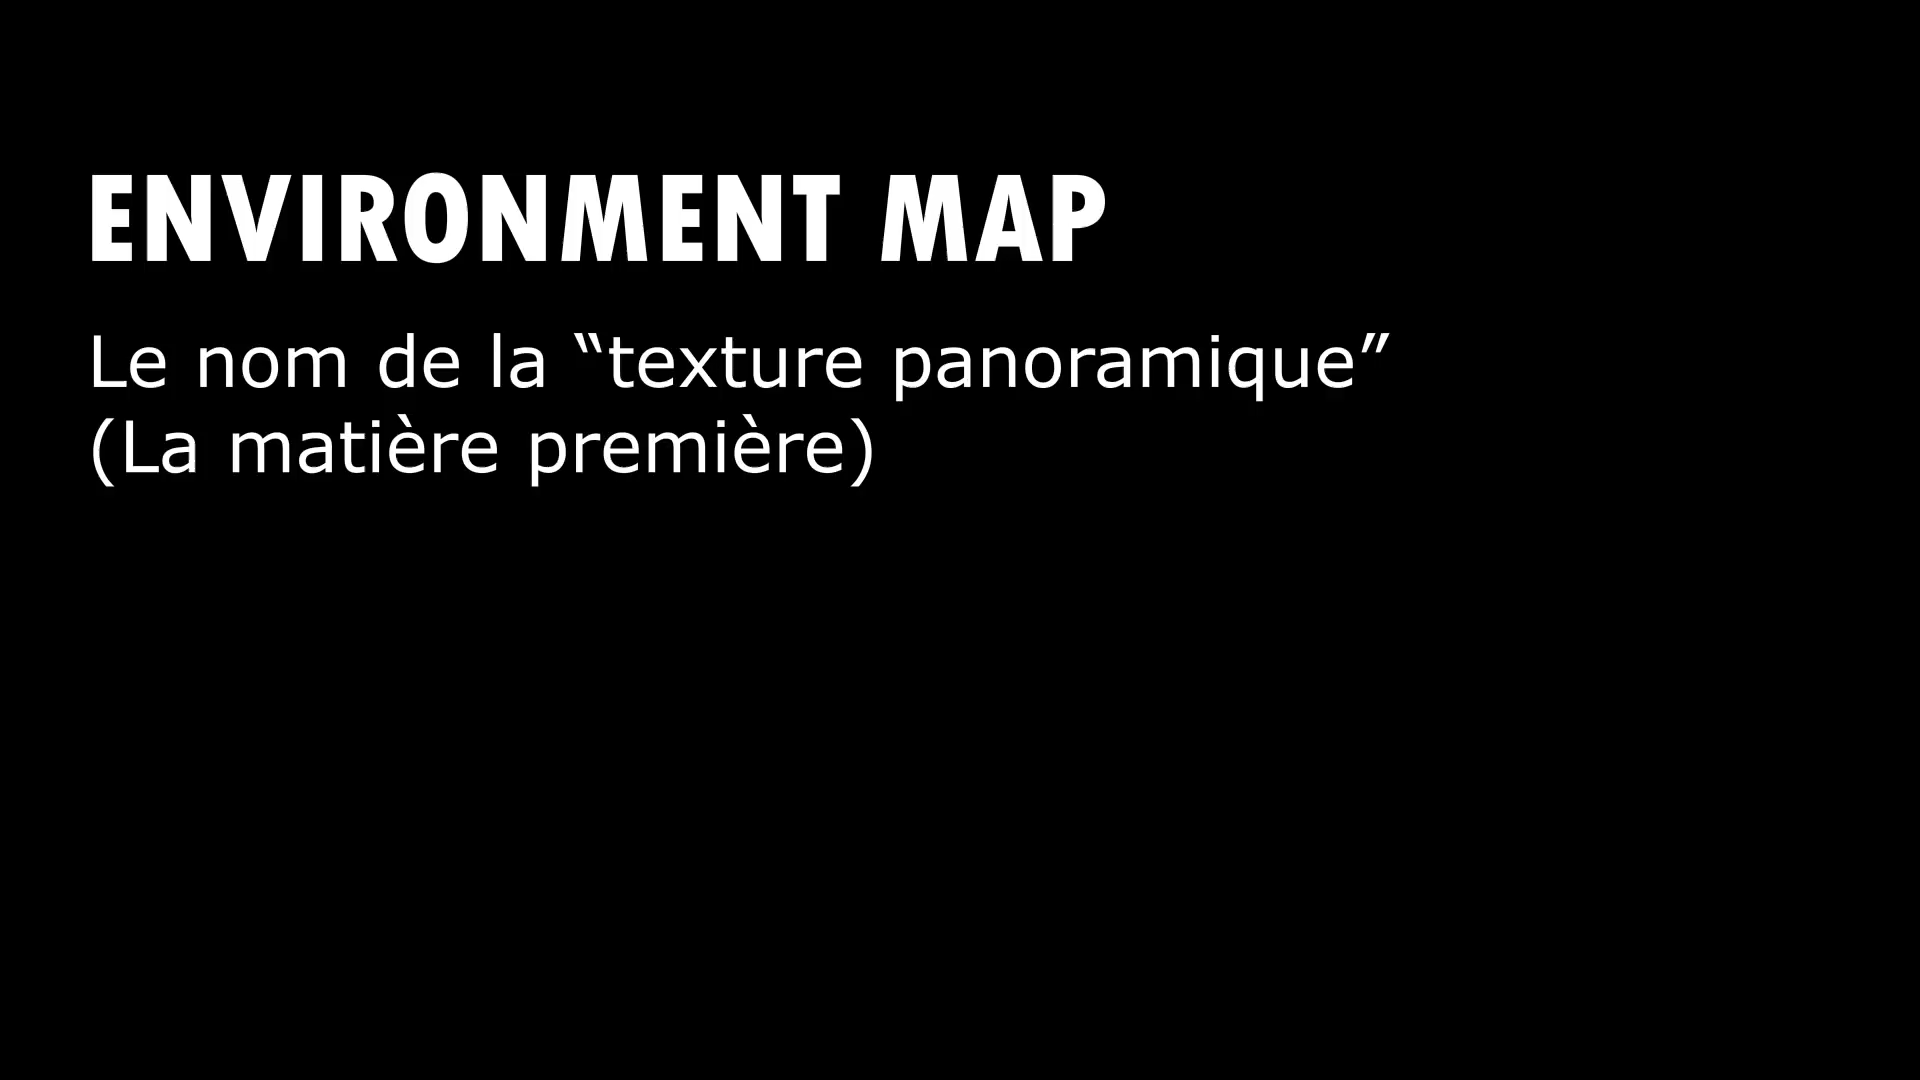 ENVIRONMENT MAP
Le nom de la “texture panoramique”
(La matière première)